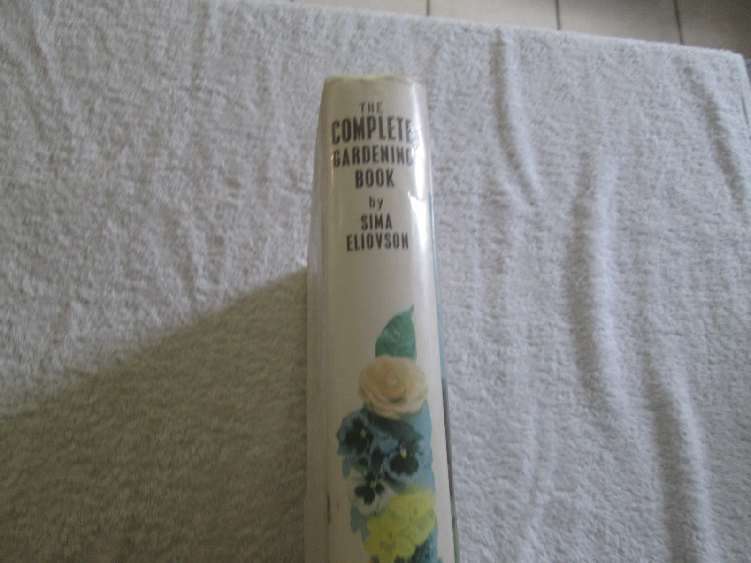 THE
COMPLETE
GARDENING
BOOK
by
SIMA
ELIOVSON